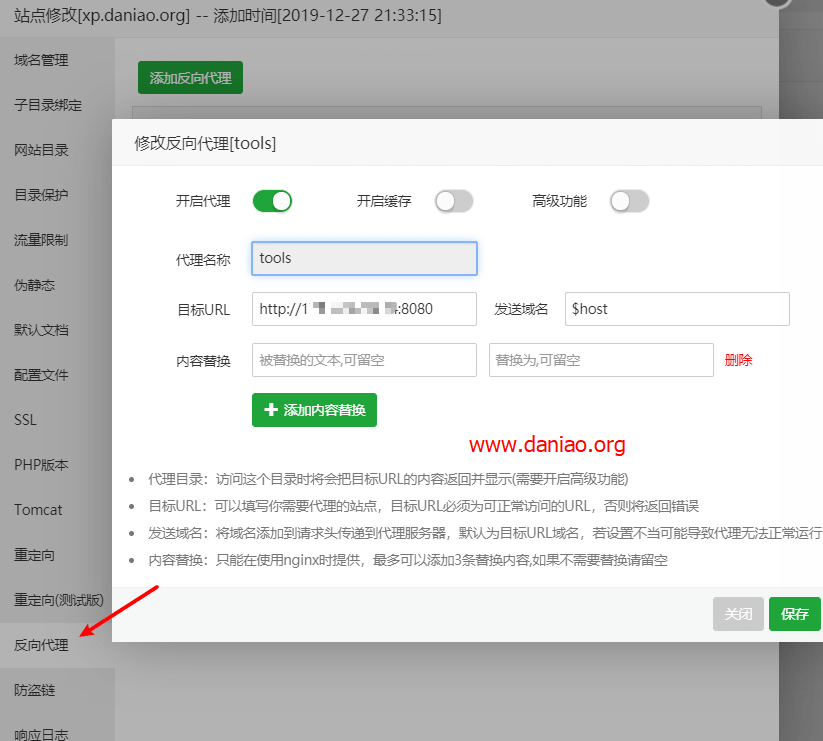 站点修改[xp.daniao.org] -- 添加时间[2019-12-27 21:33:15]
域名管理
子目录绑定
网站目录
目录保护
流量限制
伪静态
默认文档
配置文件
SSL
PHP版本
Tomcat
重定向
重定向(测试版)
反向代理
防盗链
响应日志
添加反向代理
修改反向代理[tools]
开启代理 开启缓存 高级功能
代理名称 tools
目标URL http://1 :8080 发送域名 $host
内容替换 被替换的文本,可留空 替换为,可留空 删除
添加内容替换
www.daniao.org
代理目录：访问这个目录时将会把目标URL的内容返回并显示(需要开启高级功能)
目标URL：可以填写你需要代理的站点，目标URL必须为可正常访问的URL，否则将返回错误
发送域名：将域名添加到请求头传递到代理服务器，默认为目标URL域名，若设置不当可能导致代理无法正常运行
内容替换：只能在使用nginx时提供，最多可以添加3条替换内容,如果不需要替换请留空
关闭 保存